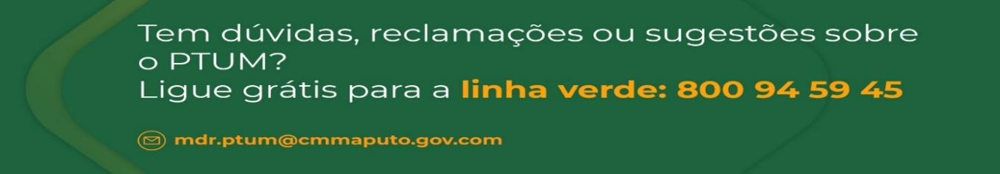 Tem dúvidas, reclamações ou sugestões sobre
o PTUM?
Ligue grátis para a linha verde: 800 94 59 45
mdr.ptum@cmmaputo.gov.com